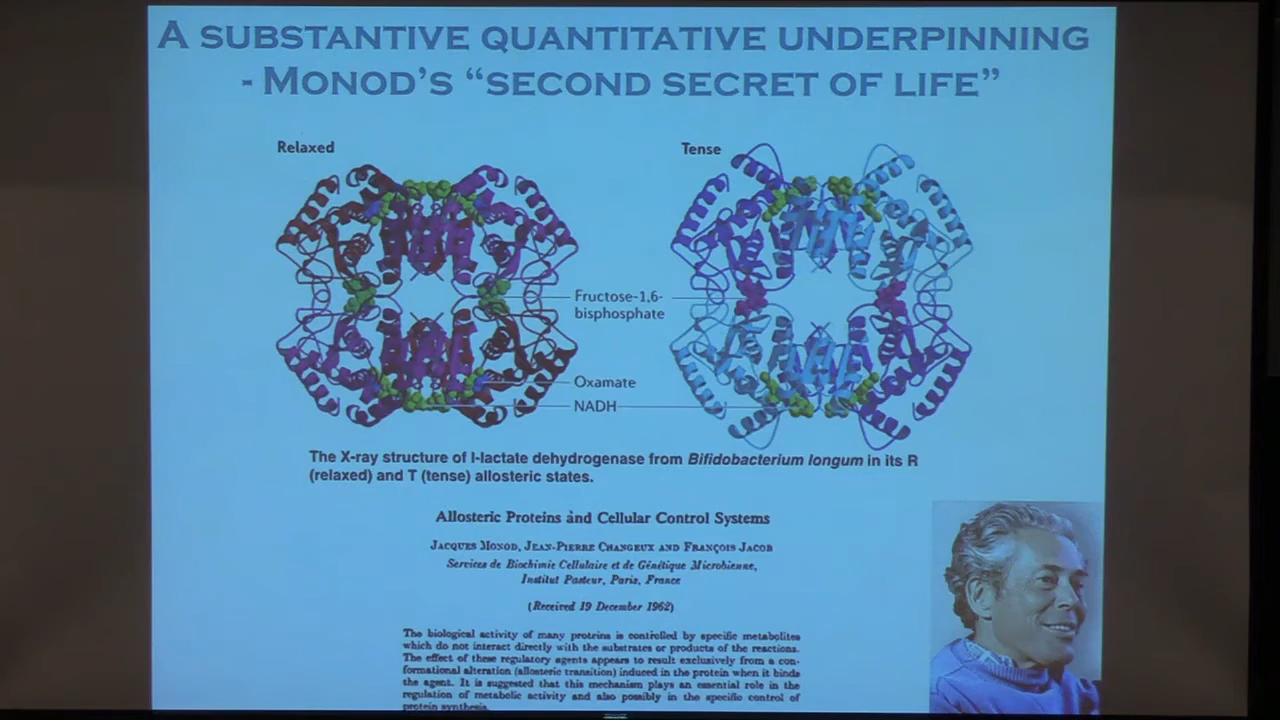 A SUBSTANTIVE QUANTITATIVE UNDERPINNING
- MONOD'S “SECOND SECRET OF LIFE”
Relaxed
Tense
Fructose-1,6-
bisphosphate
Oxamate
NADH
The X-ray structure of l-lactate dehydrogenase from Bifidobacterium longum in its R
(relaxed) and T (tense) allosteric states.
Allosteric Proteins and Cellular Control Systems
JACQUES MONOD, JEAN-PIERRE CHANGEUX AND FRANÇOIS JACOB
Services de Biochimie Cellulaire et de Génétique Microbienne,
Institut Pasteur, Paris, France
(Received 19 December 1962)
The biological activity of many proteins is controlled by specific metabolites
which do not interact directly with the substrates or products of the reactions.
The effect of these regulatory agents appears to result exclusively from a con-
formational alteration (allosteric transition) induced in the protein when it binds
the agent. It is suggested that this mechanism plays an essential role in the
regulation of metabolic activity and also possibly in the specific control of
protein synthesis.